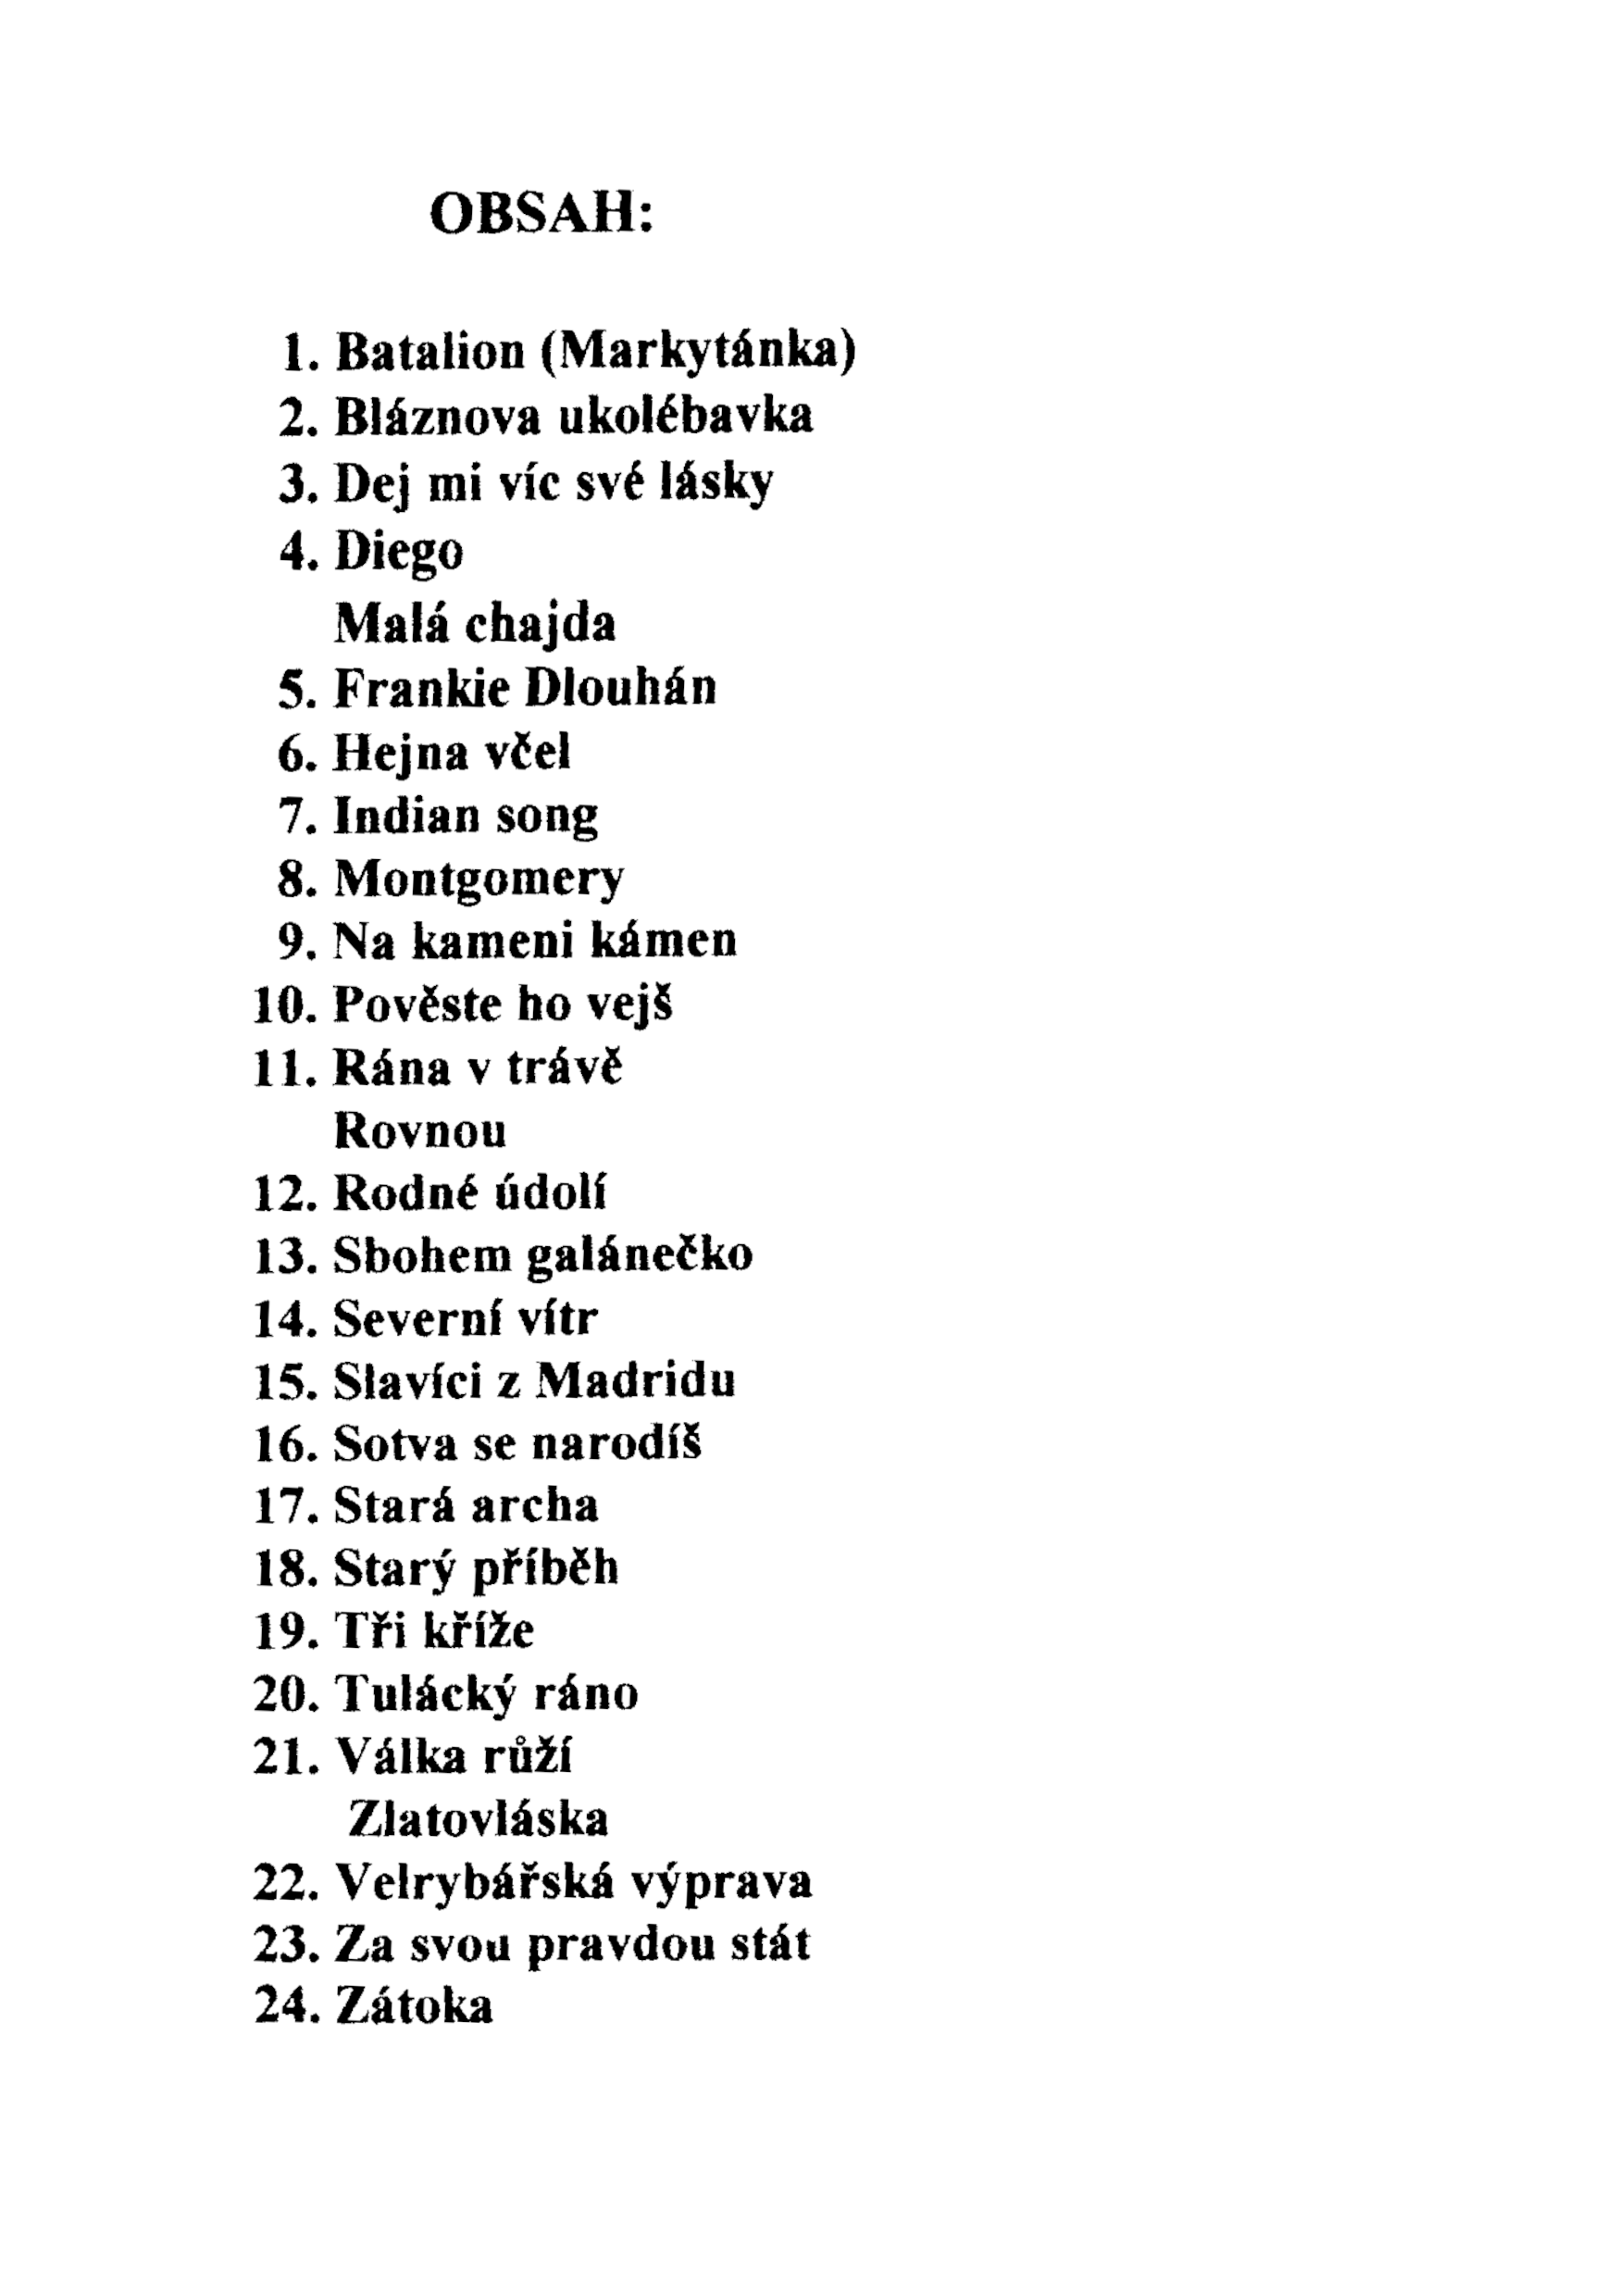 OBSAH:
1. Batalion (Markytánka)
2. Bláznova ukolébavka
3. Dej mi víc své lásky
4. Diego
Malá chajda
5. Frankie Dlouhán
6. Hejna včel
7. Indian song
8. Montgomery
9. Na kameni kámen
10. Pověste ho vejš
11. Rána v trávě
Rovnou
12. Rodné údolí
13. Sbohem galánečko
14. Severní vítr
15. Slavíci z Madridu
16. Sotva se narodíš
17. Stará archa
18. Starý příběh
19. Tři kříže
20. Tulácký ráno
21. Válka růží
Zlatovláska
22. Velrybářská výprava
23. Za svou pravdou stát
24. Zátoka